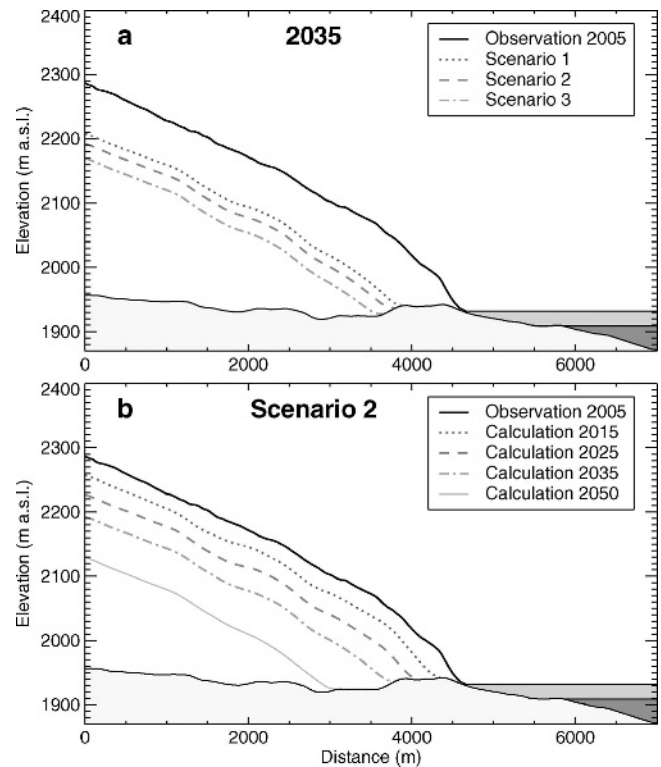 a 2035
Observation 2005
Scenario 1
Scenario 2
Scenario 3
2400
2300
2200
2100
2000
1900
Elevation (m a.s.l.)
0 2000 4000 6000
b Scenario 2
Observation 2005
Calculation 2015
Calculation 2025
Calculation 2035
Calculation 2050
2400
2300
2200
2100
2000
1900
Elevation (m a.s.l.)
0 2000 4000 6000
Distance (m)